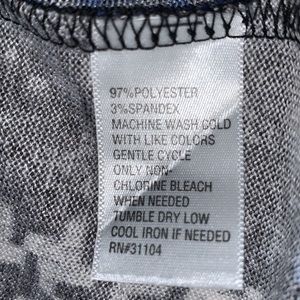 97%POLYESTER
3%SPANDEX
MACHINE WASH COLD
WITH LIKE COLORS
GENTLE CYCLE
ONLY NON-
CHLORINE BLEACH
WHEN NEEDED
TUMBLE DRY LOW
COOL IRON IF NEEDED
RN#31104